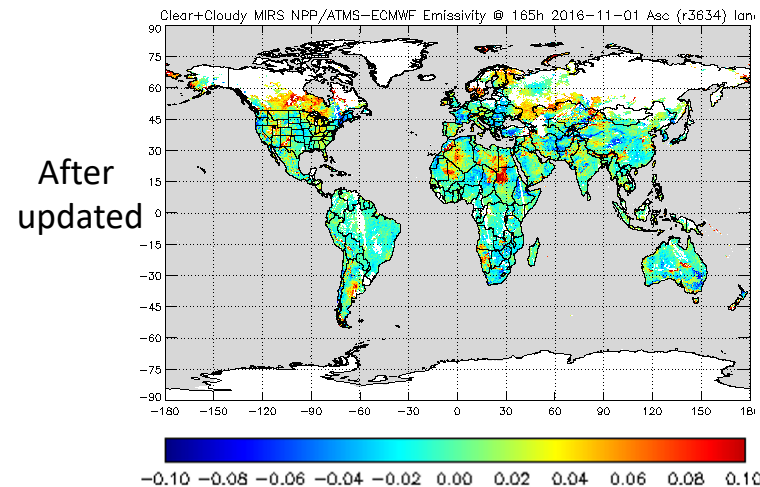 Clear+Cloudy MIRS NPP/ATMS-ECMWF Emissivity @ 165h 2016-11-01 Asc (r3634) lan
90
75
60
45
30
15
0
-15
-30
-45
-60
-75
-90
After
updated
-180 -150 -120 -90 -60 -30 0 30 60 90 120 150 18
-0.10 -0.08 -0.06 -0.04 -0.02 0.00 0.02 0.04 0.06 0.08 0.10